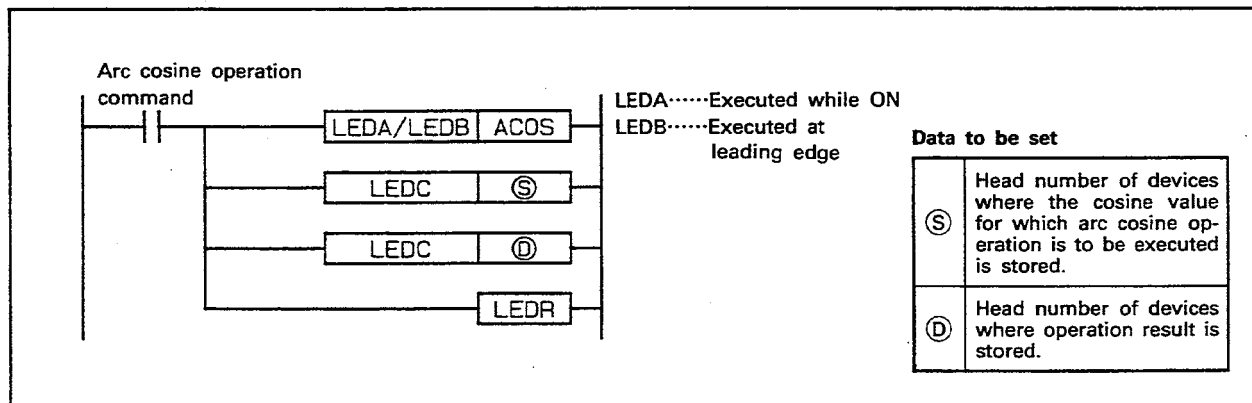 Arc cosine operation
command
LEDA/LEDB ACOS
LEDC Ⓢ
LEDC Ⓓ
LEDR
LEDA······Executed while ON
LEDB······Executed at
leading edge
Data to be set
Ⓢ Head number of devices
where the cosine value
for which arc cosine op-
eration is to be executed
is stored.
Ⓓ Head number of devices
where operation result is
stored.